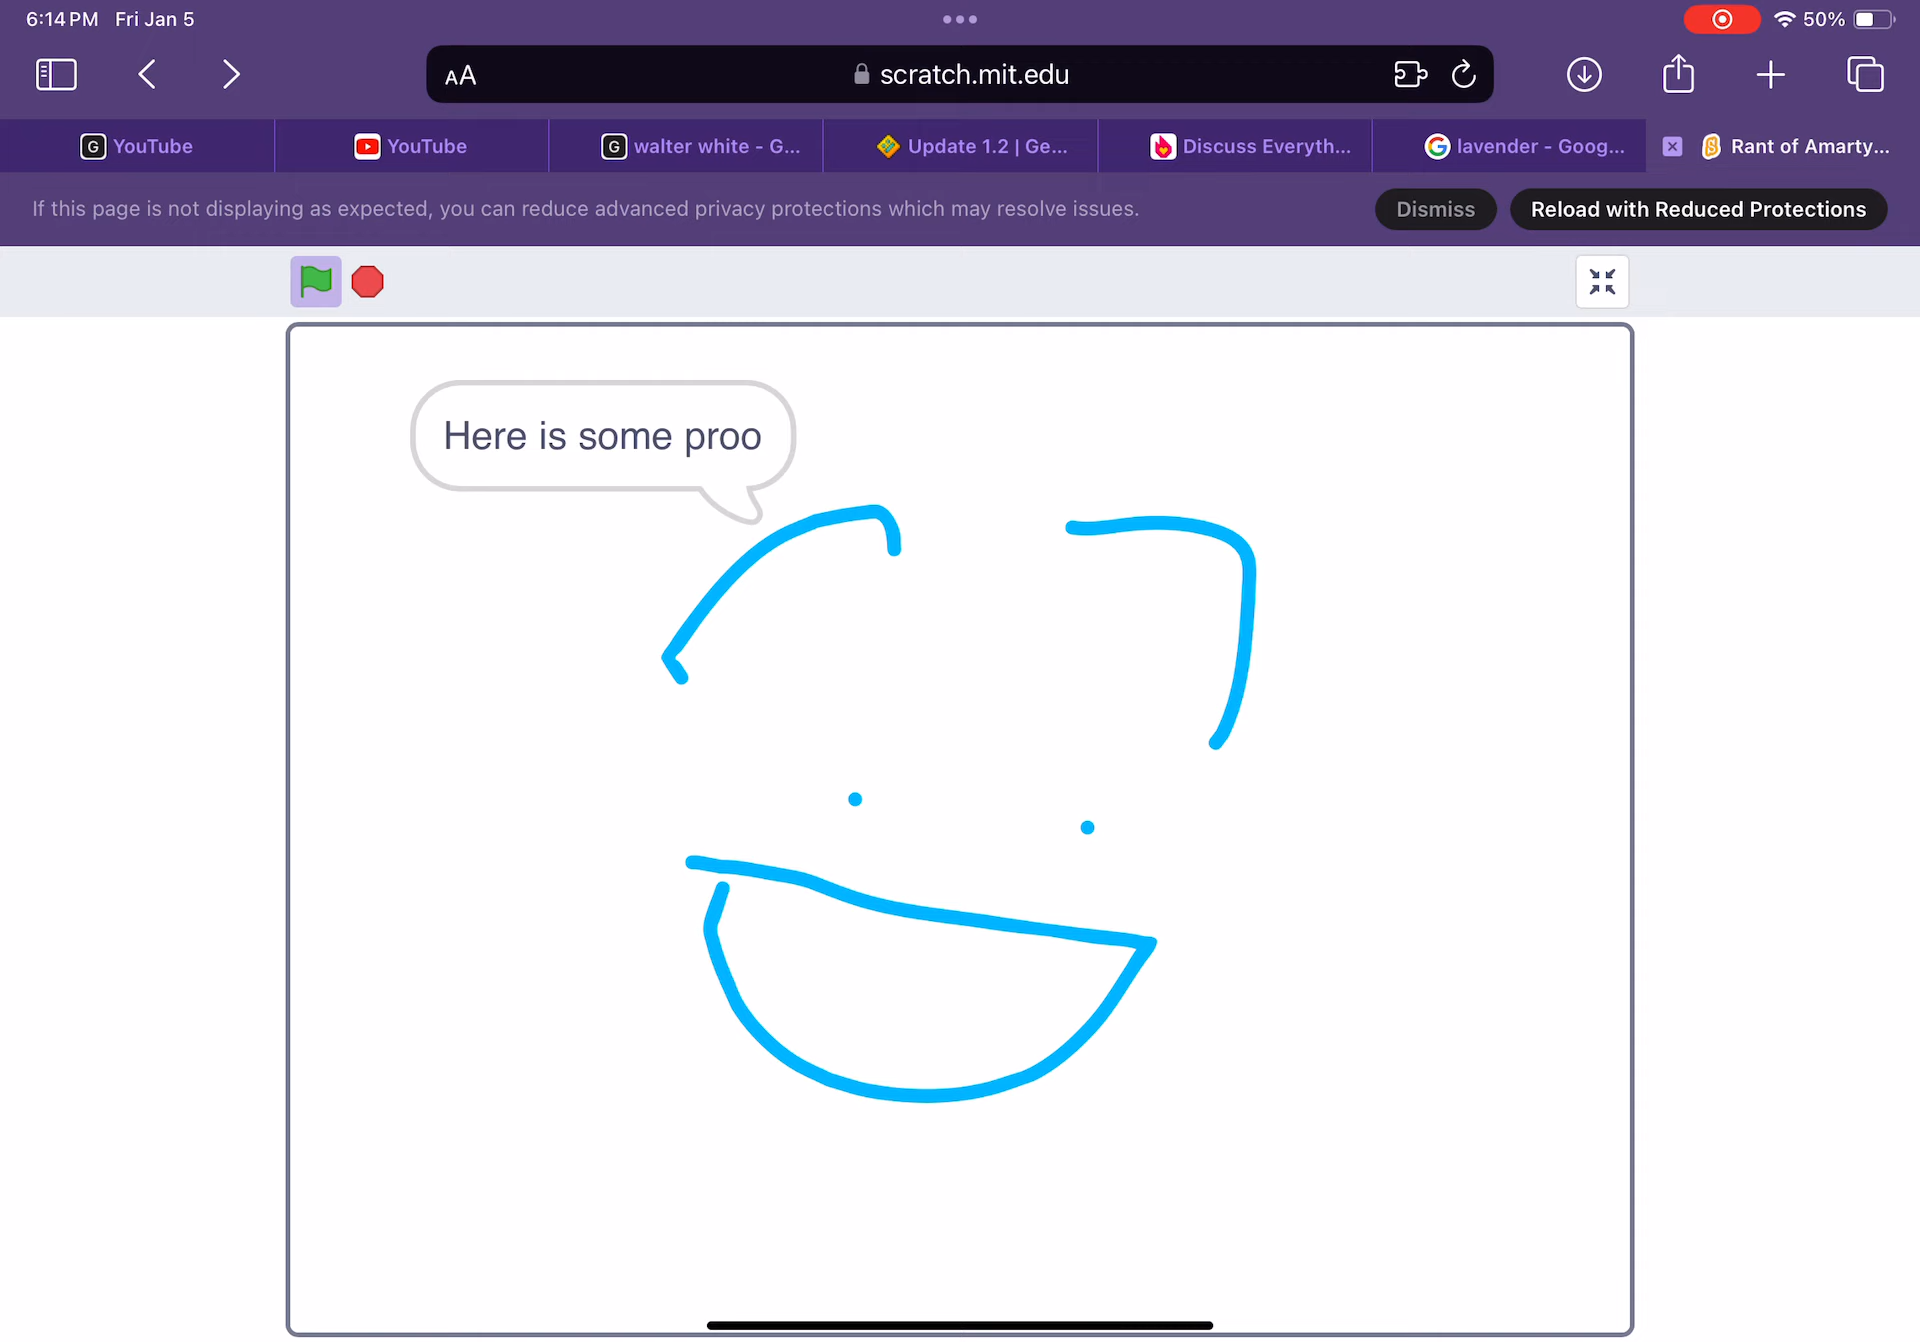 6:14 PM Fri Jan 5
50%
AA scratch.mit.edu
YouTube
YouTube
walter white - G...
Update 1.2 | Ge...
Discuss Everyth...
lavender - Goog...
Rant of Amarty...
If this page is not displaying as expected, you can reduce advanced privacy protections which may resolve issues.
Dismiss
Reload with Reduced Protections
Here is some proo